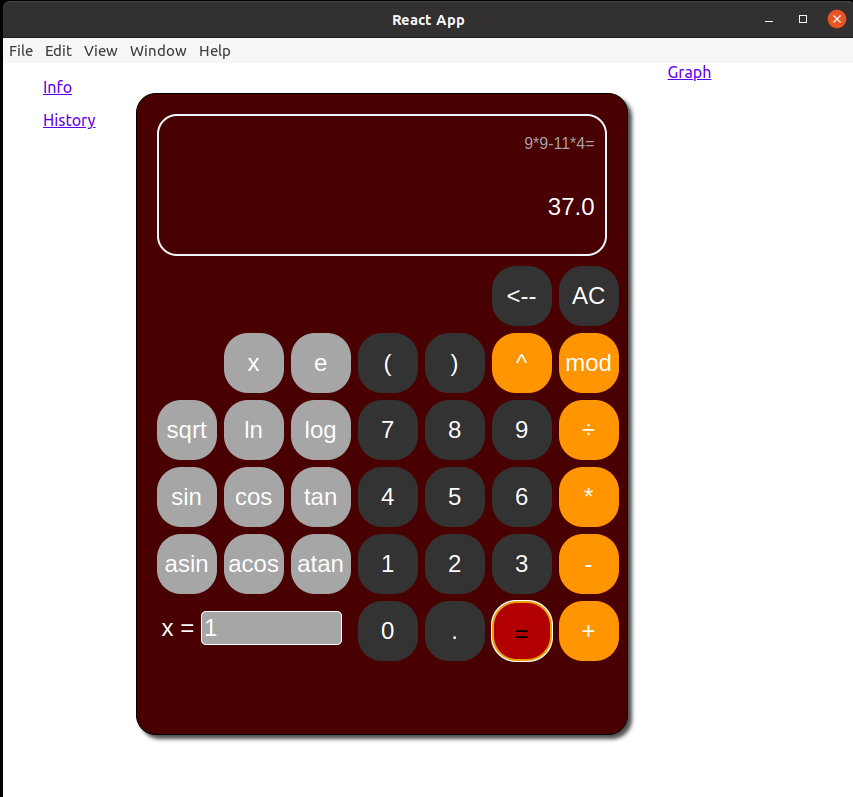 React App
File Edit View Window Help
Graph
Info
History
9*9-11*4=
37.0
<-- AC
x e ( ) ^ mod
sqrt ln log 7 8 9 ÷
sin cos tan 4 5 6 *
asin acos atan 1 2 3 -
x = 1 0 . = +